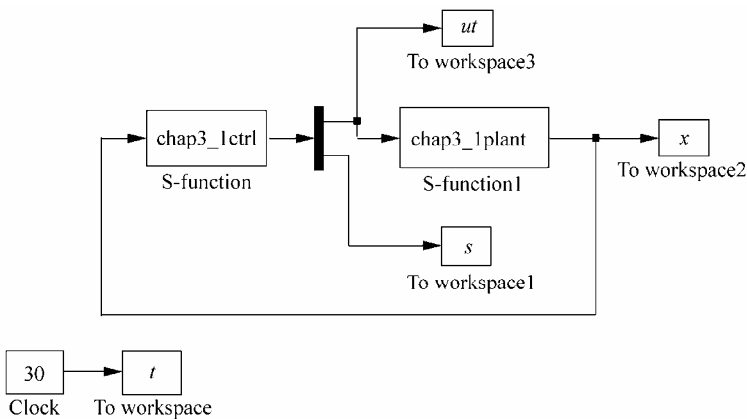 ut
To workspace3
chap3_1ctrl
S-function
chap3_1plant
S-function1
x
To workspace2
s
To workspace1
30
Clock
t
To workspace